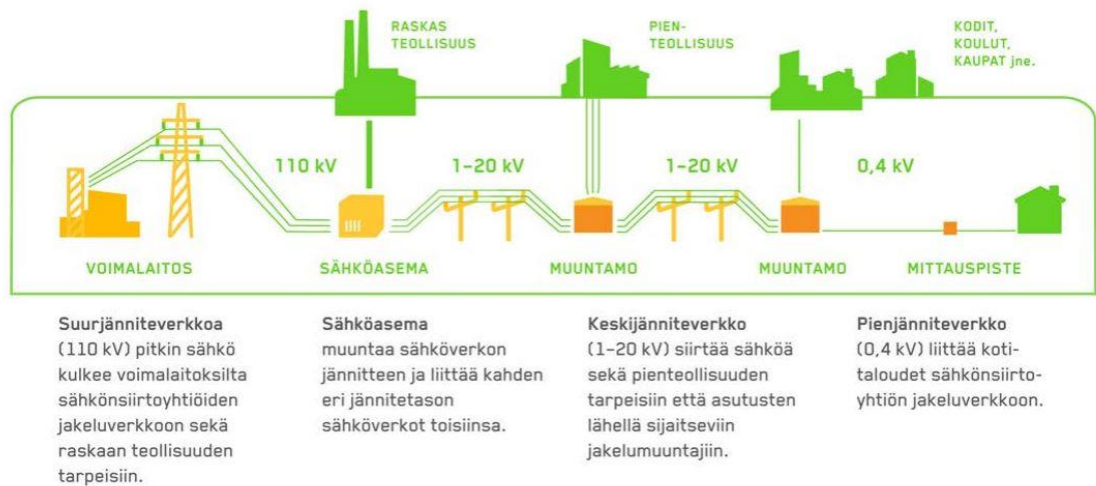 RASKAS
TEOLLISUUS
PIEN-
TEOLLISUUS
KODIT,
KOULUT,
KAUPAT jne.
110 kV
1–20 kV
1–20 kV
0,4 kV
VOIMALAITOS
SÄHKÖASEMA
MUUNTAMO
MUUNTAMO
MITTAUSPISTE
Suurjänniteverkkoa
(110 kV) pitkin sähkö
kulkee voimalaitoksilta
sähkönsiirtoyhtiöiden
jakeluverkkoon sekä
raskaan teollisuuden
tarpeisiin.
Sähköasema
muuntaa sähköverkon
jännitteen ja liittää kahden
eri jännitetason
sähköverkot toisiinsa.
Keskijänniteverkko
(1–20 kV) siirtää sähköä
sekä pienteollisuuden
tarpeisiin että asutusten
lähellä sijaitseviin
jakelumuuntajiin.
Pienjänniteverkko
(0,4 kV) liittää koti-
taloudet sähkönsiirto-
yhtiön jakeluverkkoon.